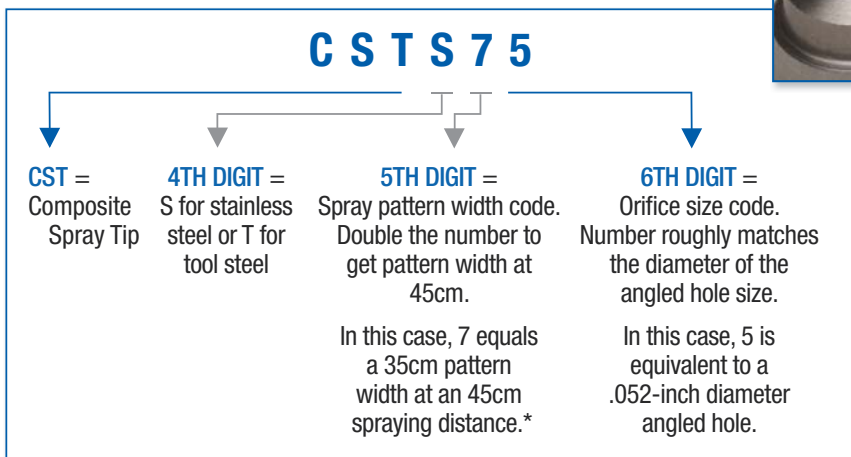 CSTS75
CST =
Composite
Spray Tip
4TH DIGIT =
S for stainless
steel or T for
tool steel
5TH DIGIT =
Spray pattern width code.
Double the number to
get pattern width at
45cm.
In this case, 7 equals
a 35cm pattern
width at an 45cm
spraying distance.*
6TH DIGIT =
Orifice size code.
Number roughly matches
the diameter of the
angled hole size.
In this case, 5 is
equivalent to a
.052-inch diameter
angled hole.